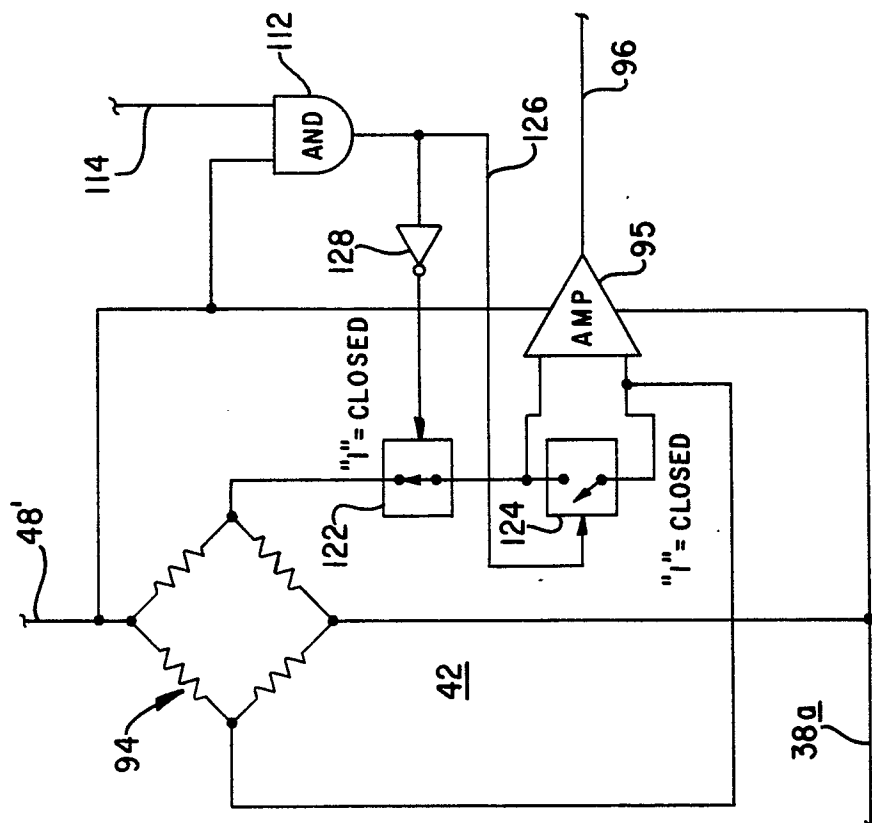 114
112
AND
48'
128
126
96
"1" = CLOSED
122
94
AMP
95
124
"1" = CLOSED
42
38a